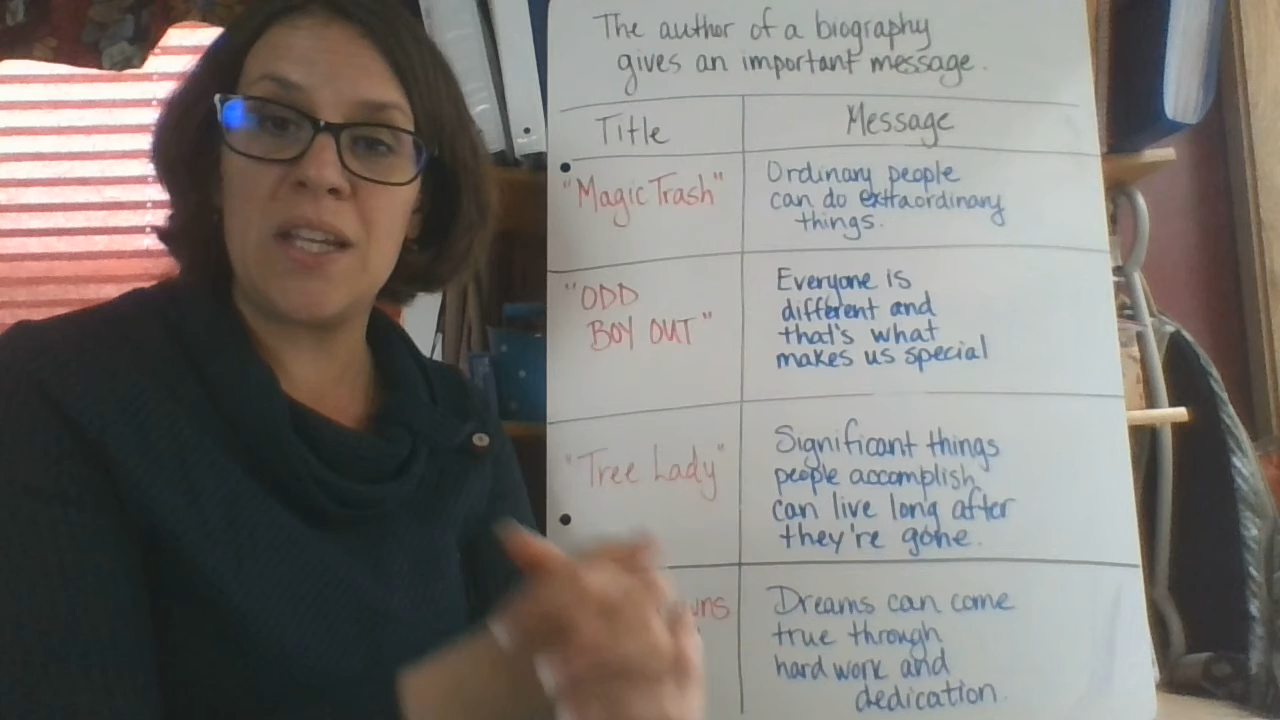 The author of a biography
gives an important message.
Title
Message
"Magic Trash"
Ordinary people
can do extraordinary
things.
"ODD
BOY OUT"
Everyone is
different and
that's what
makes us special
"Tree Lady"
Significant things
people accomplish
can live long after
they're gone.
Dreams can come
true through
hard work and
dedication.